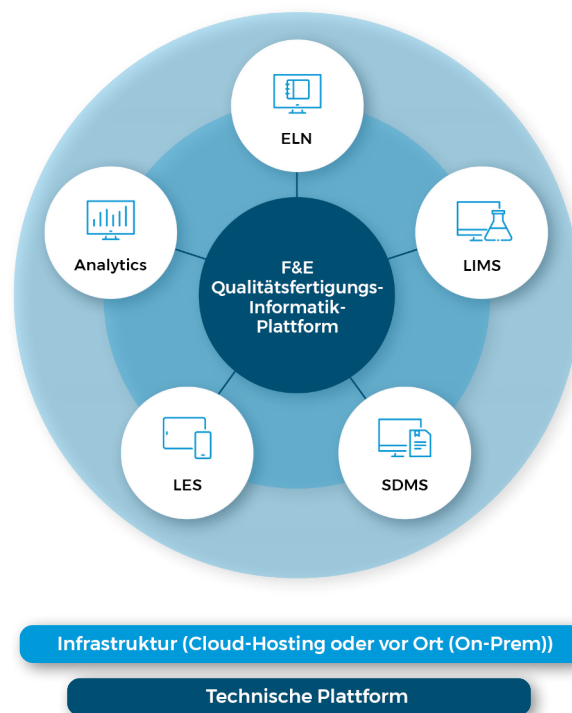 ELN
Analytics
LIMS
F&E
Qualitätsfertigungs-
Informatik-
Plattform
LES
SDMS
Infrastruktur (Cloud-Hosting oder vor Ort (On-Prem))
Technische Plattform